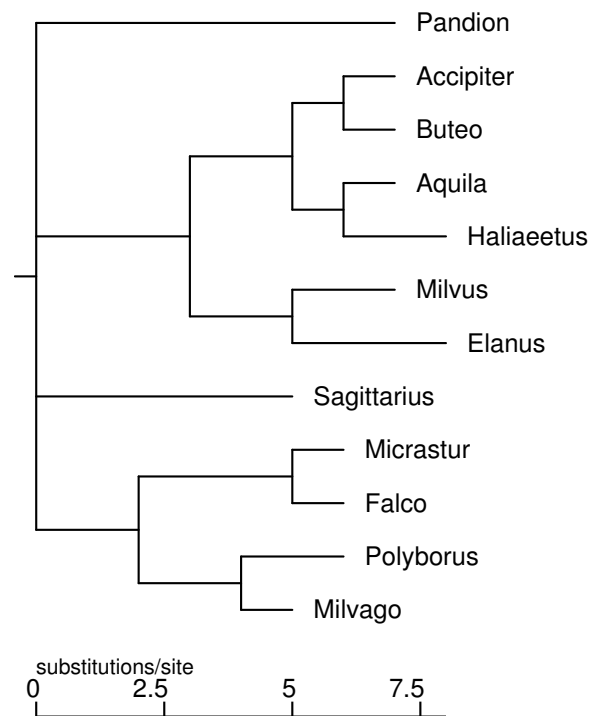 Pandion
Accipiter
Buteo
Aquila
Haliaeetus
Milvus
Elanus
Sagittarius
Micrastur
Falco
Polyborus
Milvago
substitutions/site
0 2.5 5 7.5